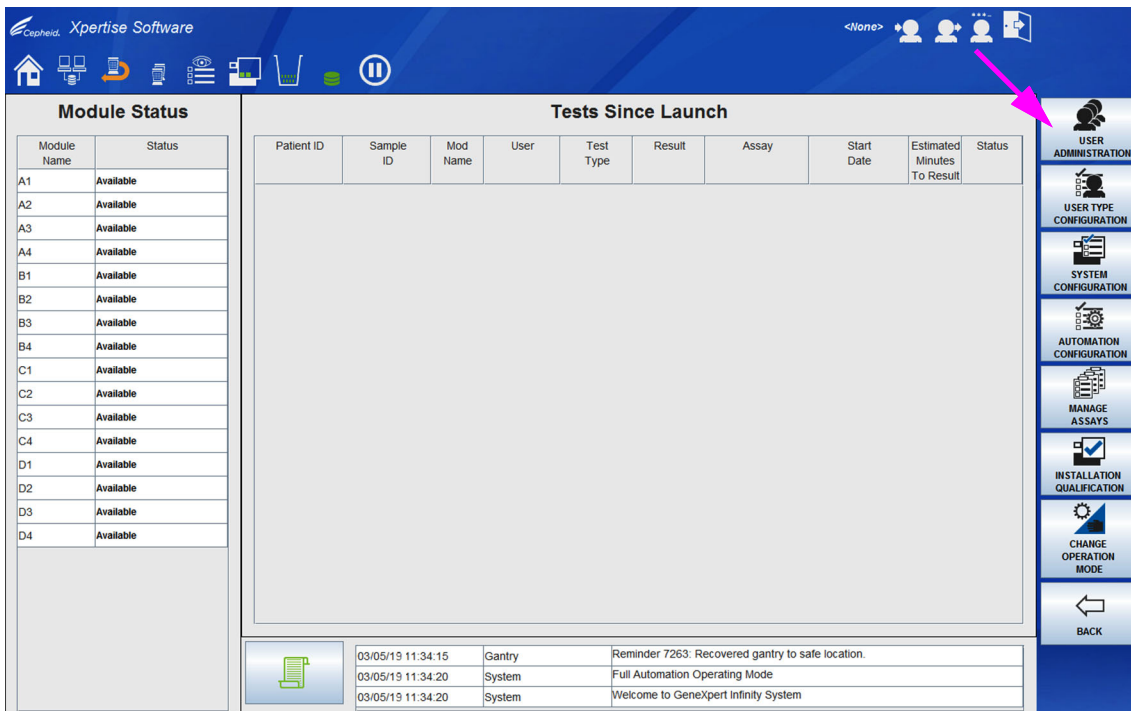 Cepheid. Xpertise Software
<None>
Module Status
Module Name Status
A1 Available
A2 Available
A3 Available
A4 Available
B1 Available
B2 Available
B3 Available
B4 Available
C1 Available
C2 Available
C3 Available
C4 Available
D1 Available
D2 Available
D3 Available
D4 Available
Tests Since Launch
Patient ID Sample ID Mod Name User Test Type Result Assay Start Date Estimated Minutes To Result Status
03/05/19 11:34:15 Gantry Reminder 7263: Recovered gantry to safe location.
03/05/19 11:34:20 System Full Automation Operating Mode
03/05/19 11:34:20 System Welcome to GeneXpert Infinity System
USER
ADMINISTRATION
USER TYPE
CONFIGURATION
SYSTEM
CONFIGURATION
AUTOMATION
CONFIGURATION
MANAGE
ASSAYS
INSTALLATION
QUALIFICATION
CHANGE
OPERATION
MODE
BACK